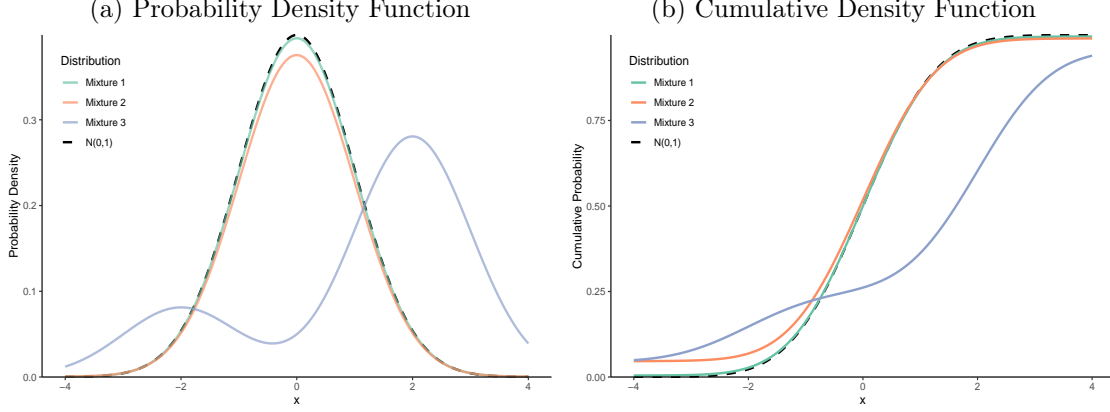 (a) Probability Density Function
Distribution
Mixture 1
Mixture 2
Mixture 3
N(0,1)
Probability Density
0.3
0.2
0.1
0.0
−4
−2
0
2
4
x
(b) Cumulative Density Function
Distribution
Mixture 1
Mixture 2
Mixture 3
N(0,1)
Cumulative Probability
0.75
0.50
0.25
0.00
−4
−2
0
2
4
x